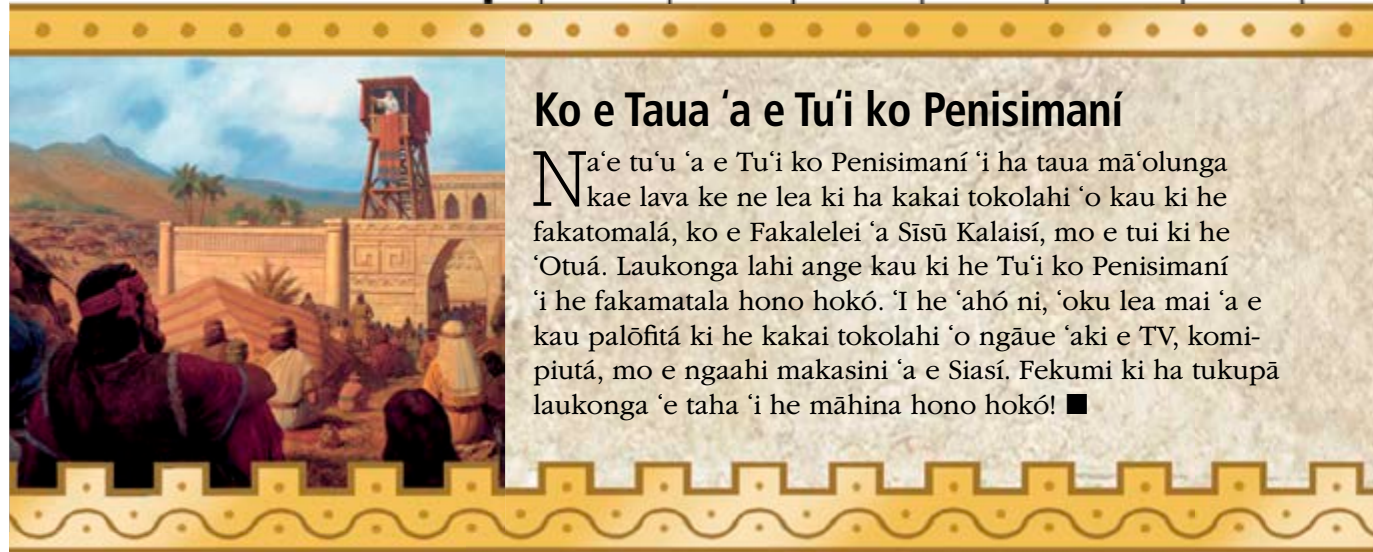 Ko e Taua ʻa e Tuʻi ko Penisimaní
Naʻe tuʻu ʻa e Tuʻi ko Penisimaní ʻi ha taua māʻolunga
kae lava ke ne lea ki ha kakai tokolahi ʻo kau ki he
fakatomalá, ko e Fakalelei ʻa Sīsū Kalaisí, mo e tui ki he
ʻOtuá. Laukonga lahi ange kau ki he Tuʻi ko Penisimaní
ʻi he fakamatala hono hokó. ʻI he ʻahó ni, ʻoku lea mai ʻa e
kau palōfitá ki he kakai tokolahi ʻo ngāue ʻaki e TV, komi-
piutá, mo e ngaahi makasini ʻa e Siasí. Fekumi ki ha tukupā
laukonga ʻe taha ʻi he māhina hono hokó! ■